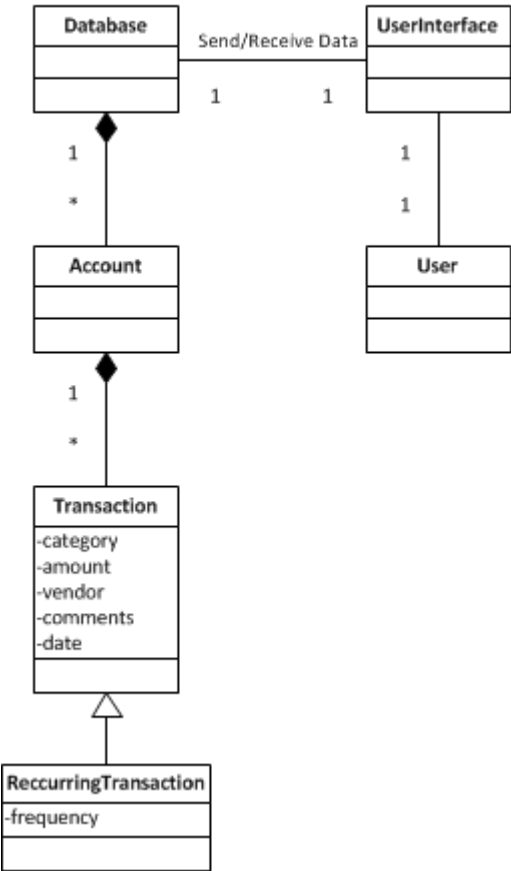 Database
Send/Receive Data
UserInterface
1
1
1
*
1
1
Account
User
1
*
Transaction
-category
-amount
-vendor
-comments
-date
ReccurringTransaction
-frequency